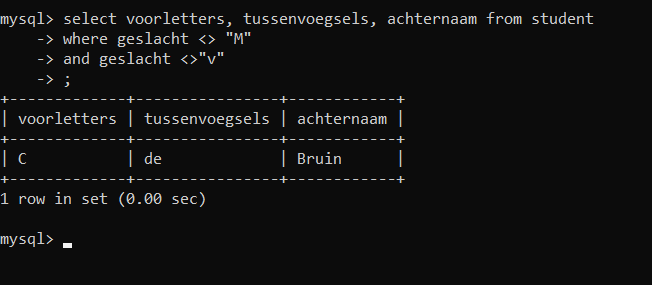 mysql> select voorletters, tussenvoegsels, achternaam from student
    -> where geslacht <> "M"
    -> and geslacht <>"v"
    -> ;
+-------------+----------------+------------+
| voorletters | tussenvoegsels | achternaam |
+-------------+----------------+------------+
| C           | de             | Bruin      |
+-------------+----------------+------------+
1 row in set (0.00 sec)
mysql>